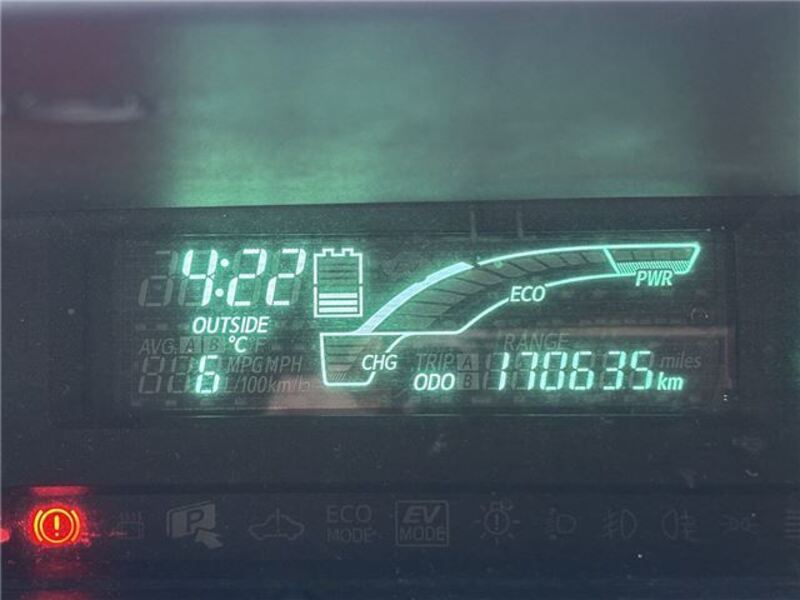 4:22
OUTSIDE
°C
6
AVG. A B °F
MPG MPH
L/100km/h
CHG
ECO
PWR
RANGE
TRIP A B
miles
ODO 170635 km
P
ECO MODE
EV MODE